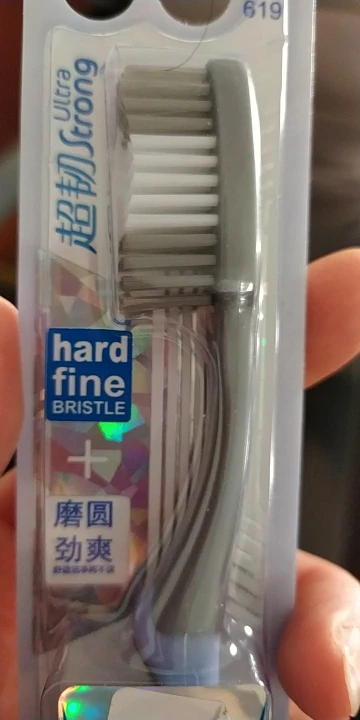 619
超韧 Ultra
Strong
hard
fine
BRISTLE
+
磨圆
劲爽